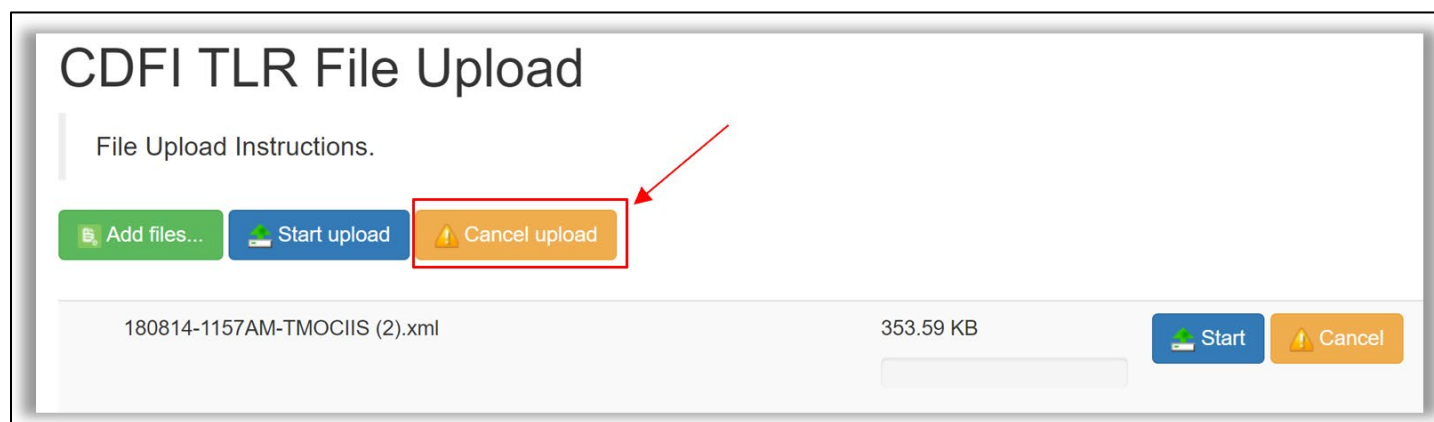 CDFI TLR File Upload
File Upload Instructions.
Add files... Start upload Cancel upload
180814-1157AM-TMOCIIS (2).xml 353.59 KB Start Cancel